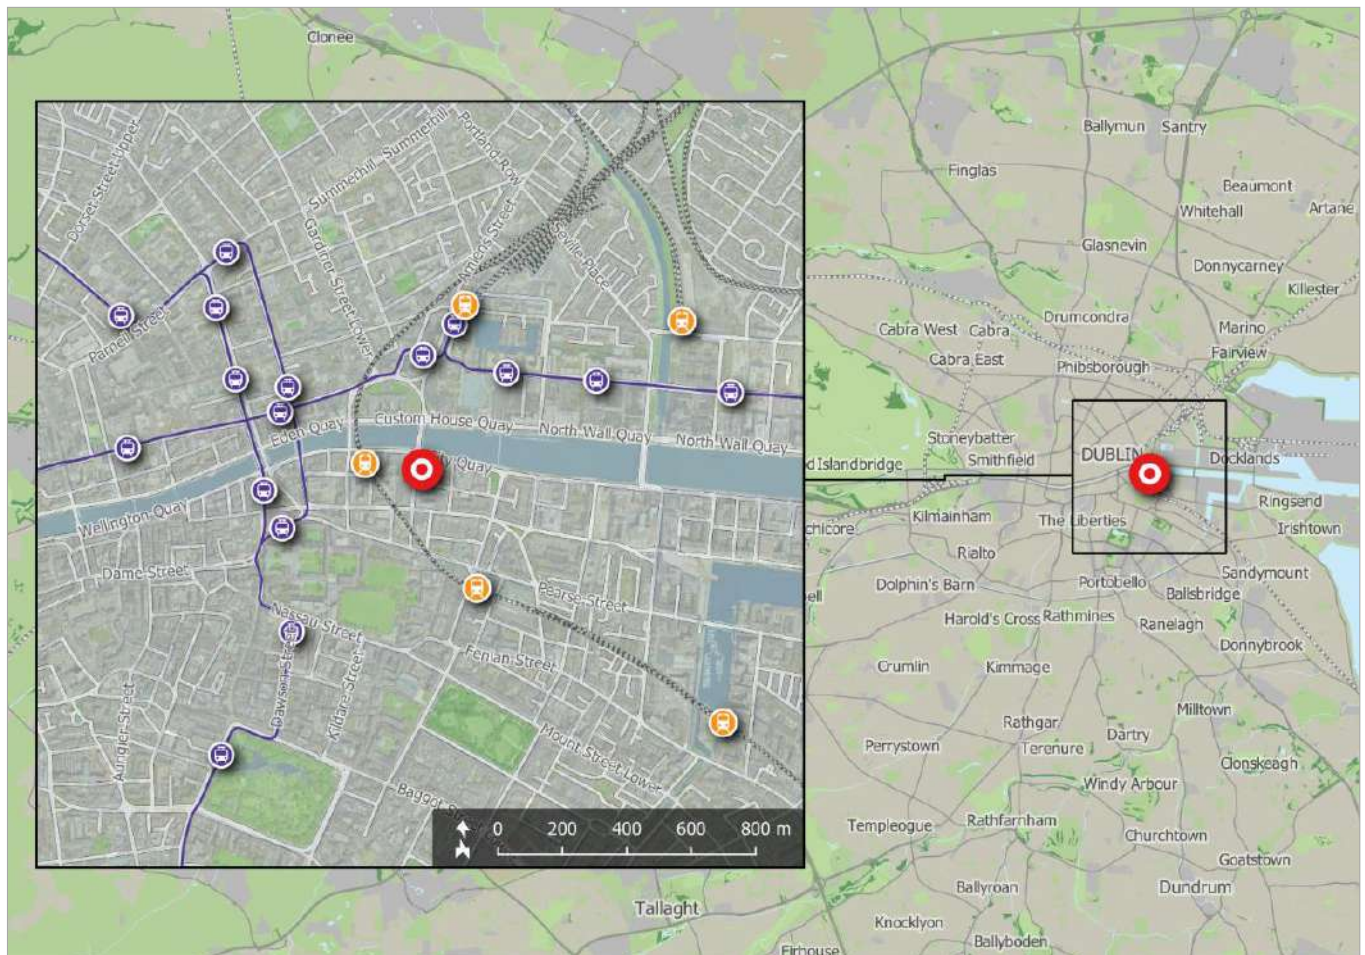 Clonee
Ballymun
Santry
Finglas
Beaumont
Whitehall
Artane
Glasnevin
Donnycarney
Killester
Drumcondra
Cabra West
Cabra
Marino
Cabra East
Fairview
Phibsborough
Stoneybatter
DUBLIN
Smithfield
Docklands
Islandbridge
Ringsend
Kilmainham
The Liberties
Irishtown
Rialto
Sandymount
Dolphin's Barn
Portobello
Ballsbridge
Harold's Cross
Rathmines
Ranelagh
Donnybrook
Crumlin
Kimmage
Milltown
Rathgar
Dartry
Perrystown
Terenure
Clonskeagh
Windy Arbour
Templeogue
Rathfarnham
Churchtown
Goatstown
Ballyroan
Dundrum
Tallaght
Knocklyon
Ballyboden
Firhouse
Dorset Street Upper
Summerhill
Summerhill
Portland Row
Gardiner Street Lower
Amiens Street
Seville Place
Parnell Street
Eden Quay
Custom House Quay
North Wall Quay
North Wall Quay
City Quay
Wellington Quay
Dame Street
Nassau Street
Pearse Street
Fenian Street
Dawson Street
Kildare Street
Aungier Street
Mount Street Lower
Baggot
0 200 400 600 800 m